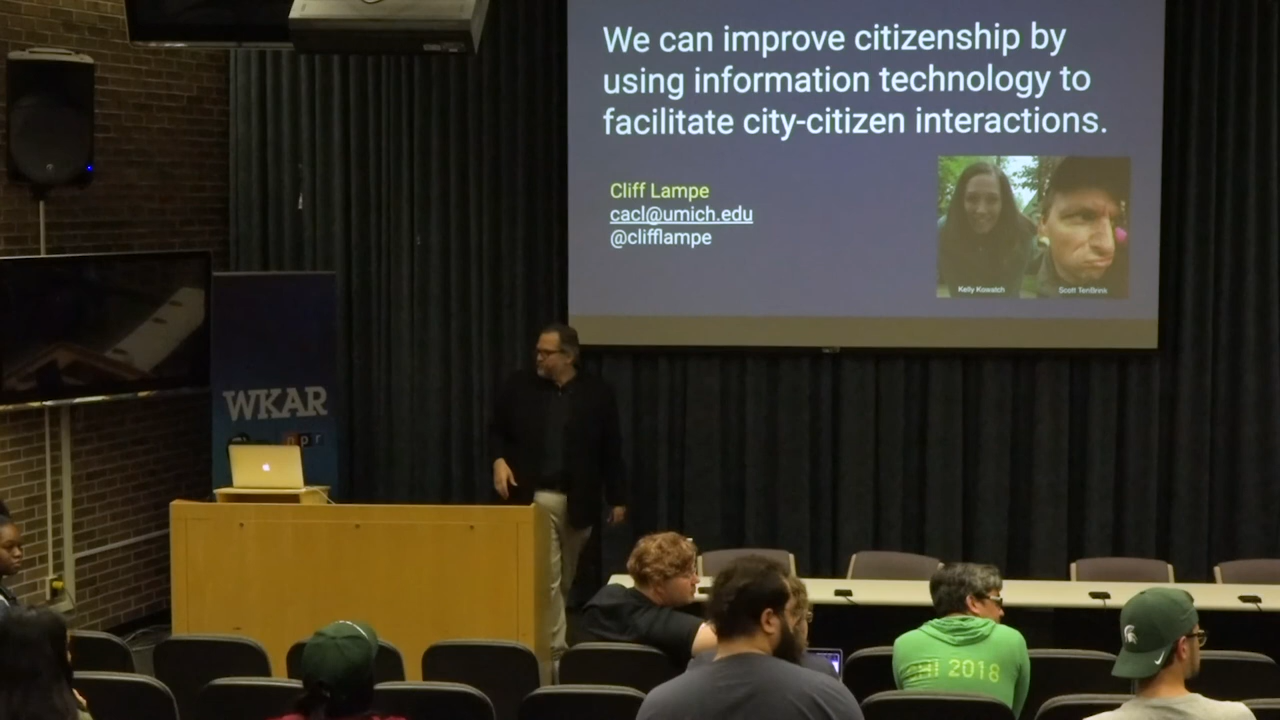 We can improve citizenship by
using information technology to
facilitate city-citizen interactions.
Cliff Lampe
cacl@umich.edu
@clifflampe
Kelly Kowatch
Scott TenBrink
WKAR
npr
CHI 2018